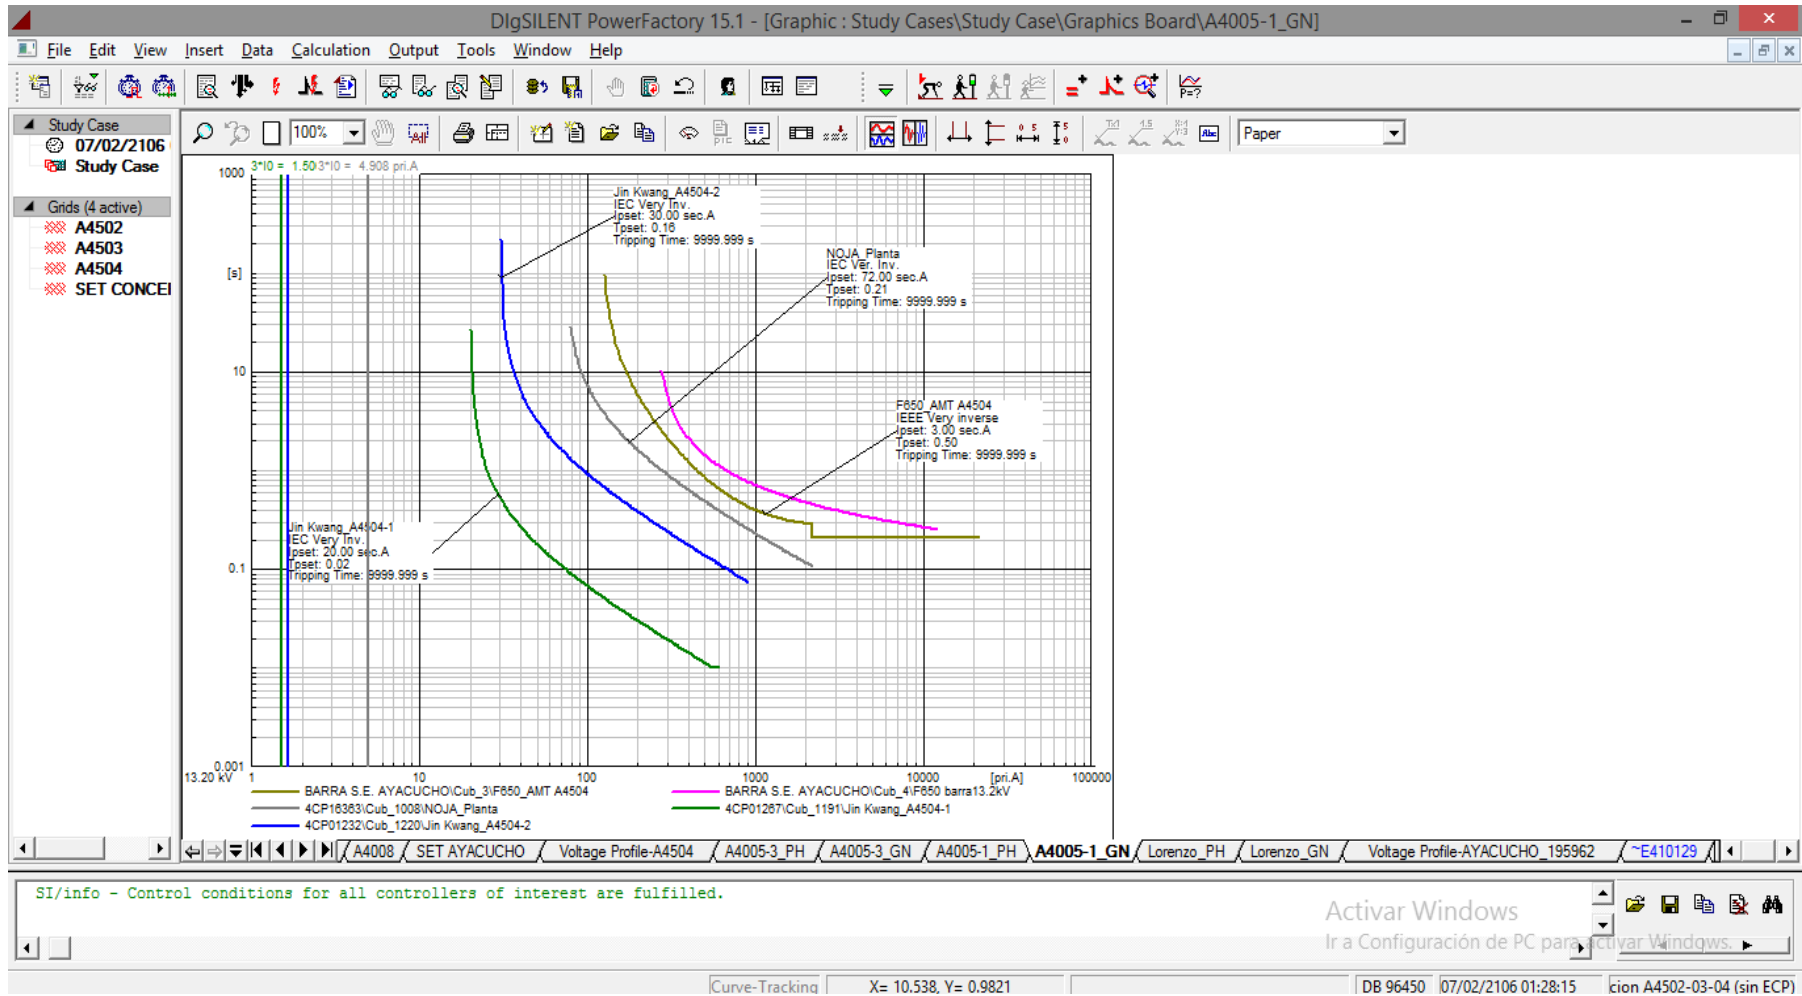 DIgSILENT PowerFactory 15.1 - [Graphic : Study Cases\Study Case\Graphics Board\A4005-1_GN]
File Edit View Insert Data Calculation Output Tools Window Help
Study Case
07/02/2106
Study Case
Grids (4 active)
A4502
A4503
A4504
SET CONCE
100%
Paper
3*I0 = 1.50 3*I0 = 4.908 pri.A
1000
[s]
10
0.1
0.001
13.20 kV
1 10 100 1000 10000 [pri.A] 100000
Jin Kwang_A4504-2
IEC Very Inv.
Ipset: 30.00 sec.A
Tpset: 0.16
Tripping Time: 9999.999 s
NOJA_Planta
IEC Ver. Inv.
Ipset: 72.00 sec.A
Tpset: 0.21
Tripping Time: 9999.999 s
F650_AMT A4504
IEEE Very inverse
Ipset: 3.00 sec.A
Tpset: 0.50
Tripping Time: 9999.999 s
Jin Kwang_A4504-1
IEC Very Inv.
Ipset: 20.00 sec.A
Tpset: 0.02
Tripping Time: 9999.999 s
BARRA S.E. AYACUCHO\Cub_3\F650_AMT A4504
BARRA S.E. AYACUCHO\Cub_4\F650 barra13.2kV
4CP16363\Cub_1008\NOJA_Planta
4CP01267\Cub_1191\Jin Kwang_A4504-1
4CP01232\Cub_1220\Jin Kwang_A4504-2
A4008 SET AYACUCHO Voltage Profile-A4504 A4005-3_PH A4005-3_GN A4005-1_PH A4005-1_GN Lorenzo_PH Lorenzo_GN Voltage Profile-AYACUCHO_195962 ~E410129
SI/info - Control conditions for all controllers of interest are fulfilled.
Activar Windows
Ir a Configuración de PC para activar Windows.
Curve-Tracking X= 10.538, Y= 0.9821 DB 96450 07/02/2106 01:28:15 cion A4502-03-04 (sin ECP)